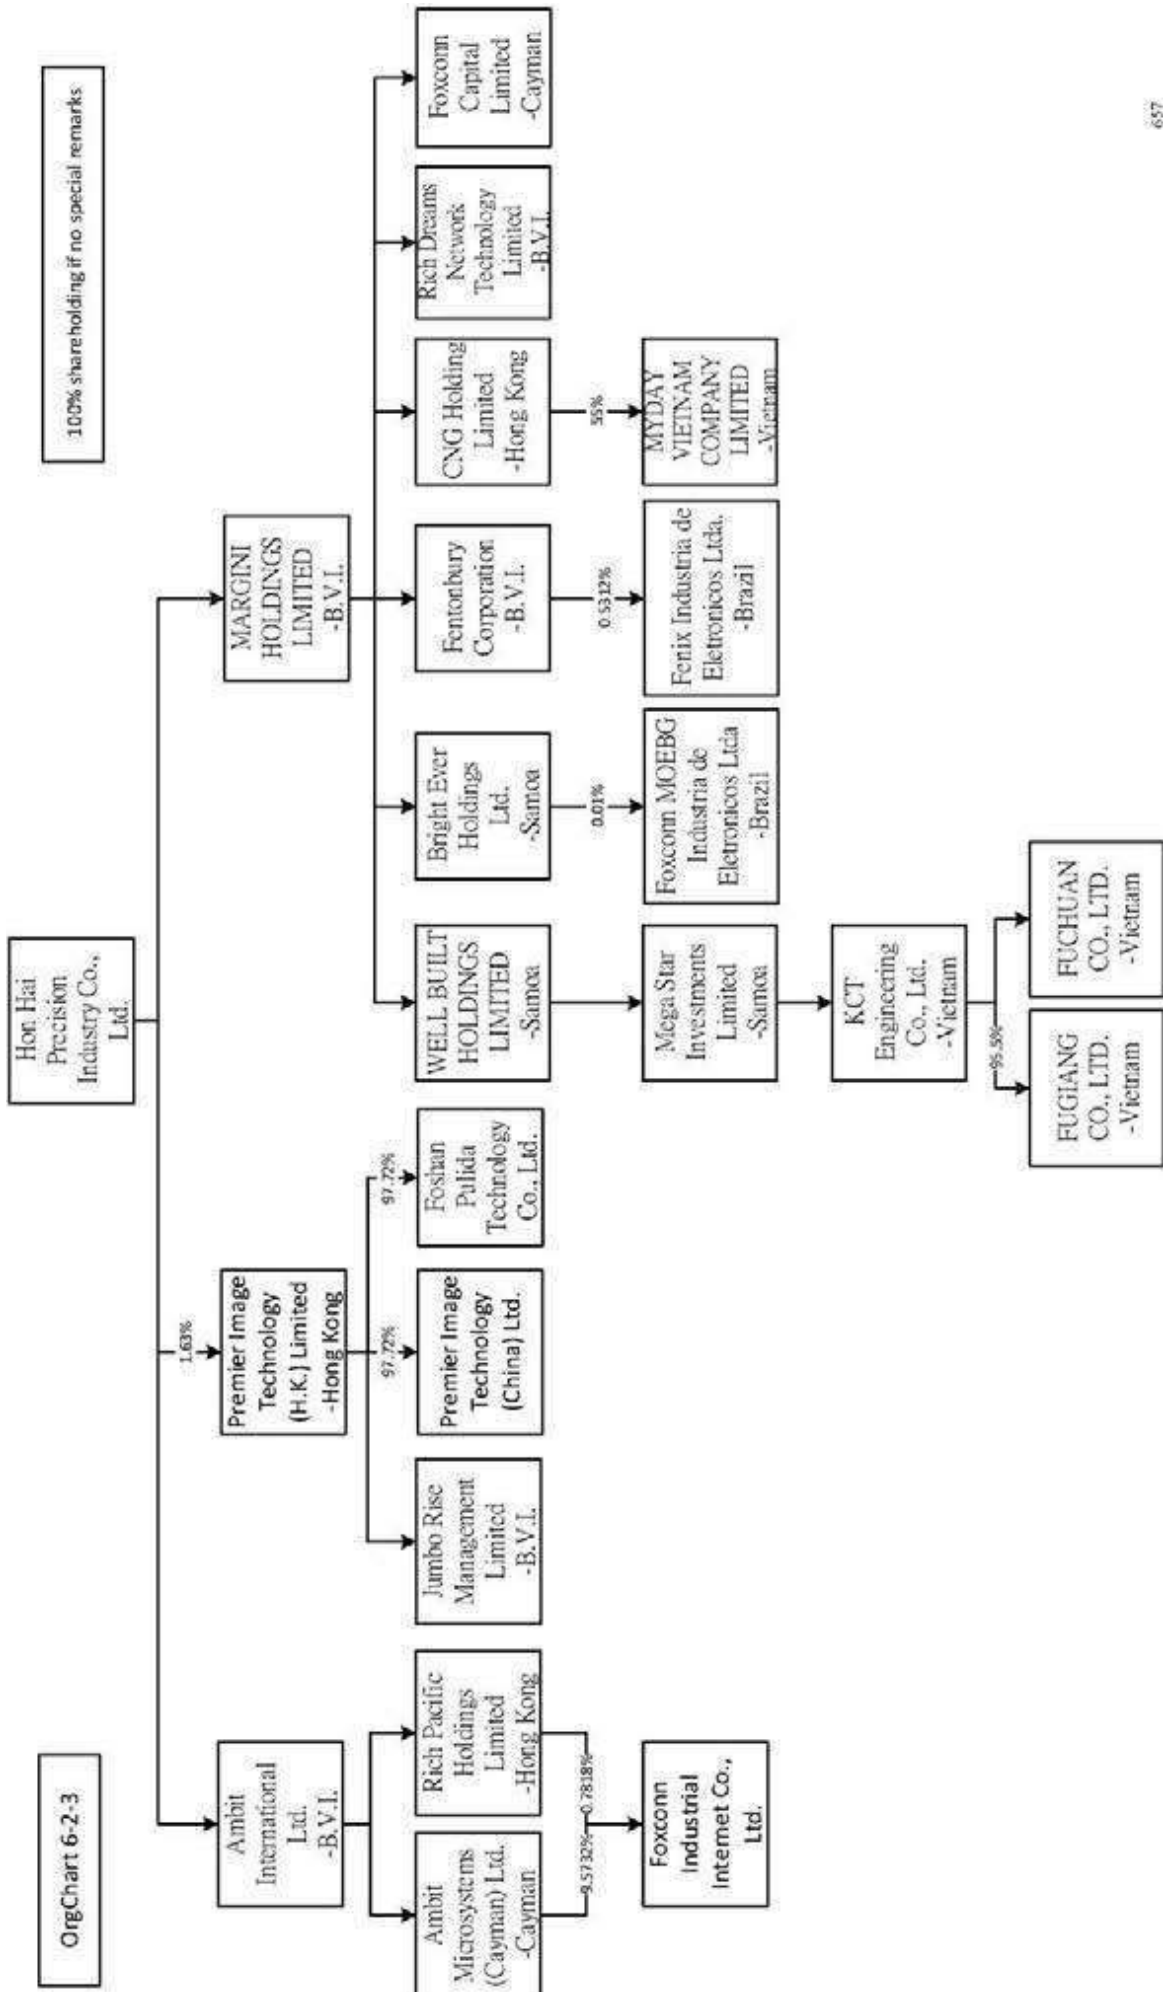 OrgChart 6-2-3
100% shareholding if no special remarks
Hon Hai
Precision
Industry Co.,
Ltd.
1.63%
Ambit
International
Ltd.
-B.V.I.
Premier Image
Technology
(H.K.) Limited
-Hong Kong
MARGINI
HOLDINGS
LIMITED
-B.V.I.
97.72%
97.72%
Ambit
Microsystems
(Cayman) Ltd.
-Cayman
Rich Pacific
Holdings
Limited
-Hong Kong
Jumbo Rise
Management
Limited
-B.V.I.
Premier Image
Technology
(China) Ltd.
Foshan
Pulida
Technology
Co., Ltd.
WELL BUILT
HOLDINGS
LIMITED
-Samoa
Bright Ever
Holdings
Ltd.
-Samoa
Fentonbury
Corporation
-B.V.I.
CNG Holding
Limited
-Hong Kong
Rich Dreams
Network
Technology
Limited
-B.V.I.
Foxconn
Capital
Limited
-Cayman
9.5732%
0.7818%
0.01%
0.5312%
55%
Foxconn
Industrial
Internet Co.,
Ltd.
Mega Star
Investments
Limited
-Samoa
Foxconn MOEBG
Industria de
Eletronicos Ltda
-Brazil
Fenix Industria de
Eletronicos Ltda.
-Brazil
MYDAY
VIETNAM
COMPANY
LIMITED
-Vietnam
KCT
Engineering
Co., Ltd.
-Vietnam
95.5%
FUGIANG
CO., LTD.
-Vietnam
FUCHUAN
CO., LTD.
-Vietnam
657